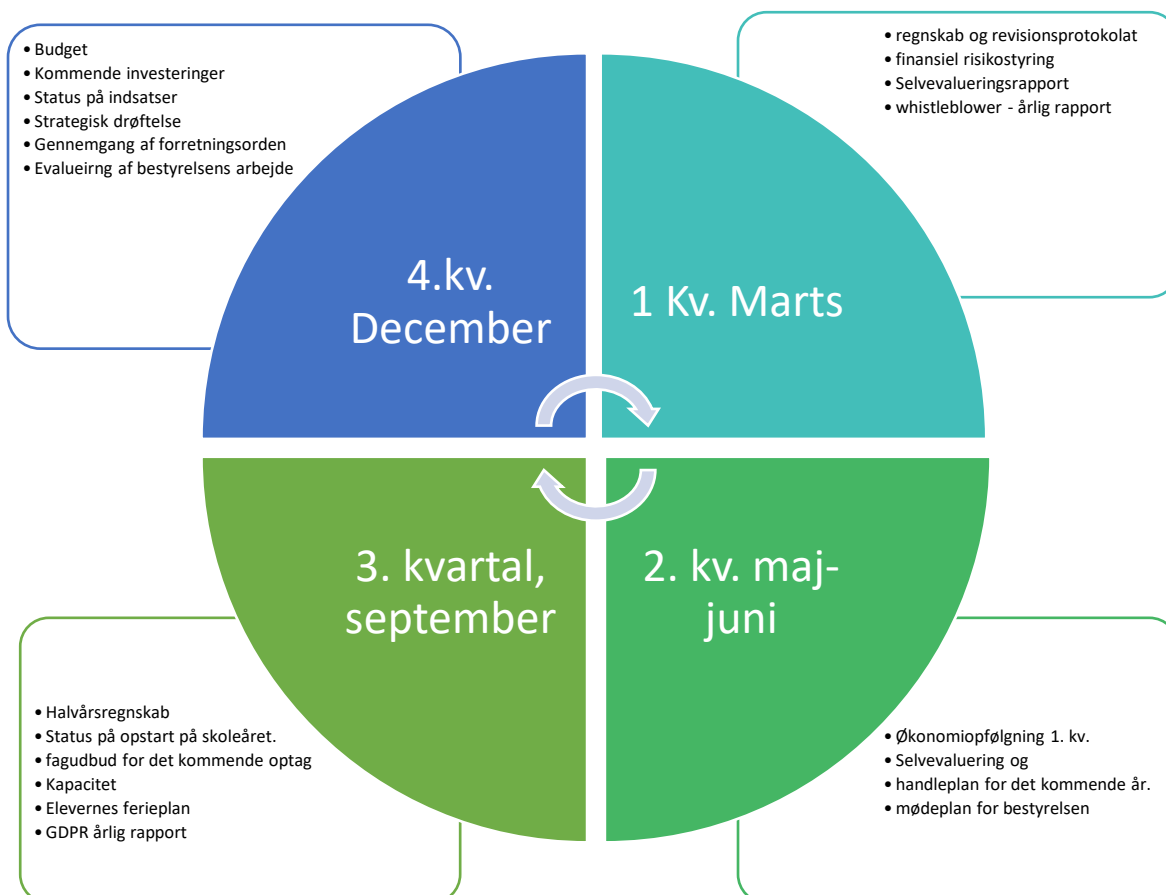 • Budget
• Kommende investeringer
• Status på indsatser
• Strategisk drøftelse
• Gennemgang af forretningsorden
• Evalueirng af bestyrelsens arbejde
• regnskab og revisionsprotokolat
• finansiel risikostyring
• Selvevalueringsrapport
• whistleblower - årlig rapport
4.kv.
December
1 Kv. Marts
3. kvartal,
september
2. kv. maj-
juni
• Halvårsregnskab
• Status på opstart på skoleåret.
• fagudbud for det kommende optag
• Kapacitet
• Elevernes ferieplan
• GDPR årlig rapport
• Økonomiopfølgning 1. kv.
• Selvevaluering og
• handleplan for det kommende år.
• mødeplan for bestyrelsen